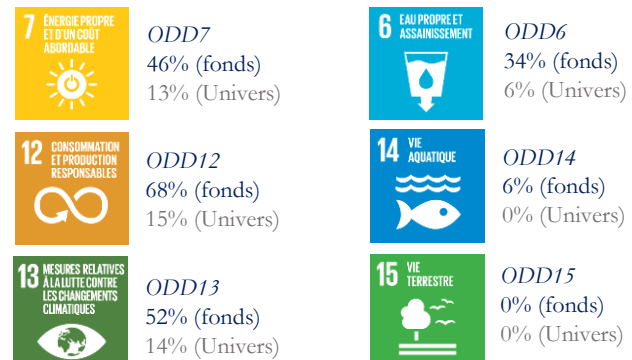 7 ÉNERGIE PROPRE
ET D'UN COÛT
ABORDABLE
ODD7
46% (fonds)
13% (Univers)
6 EAU PROPRE ET
ASSAINISSEMENT
ODD6
34% (fonds)
6% (Univers)
12 CONSOMMATION
ET PRODUCTION
RESPONSABLES
ODD12
68% (fonds)
15% (Univers)
14 VIE
AQUATIQUE
ODD14
6% (fonds)
0% (Univers)
13 MESURES RELATIVES
À LA LUTTE CONTRE
LES CHANGEMENTS
CLIMATIQUES
ODD13
52% (fonds)
14% (Univers)
15 VIE
TERRESTRE
ODD15
0% (fonds)
0% (Univers)